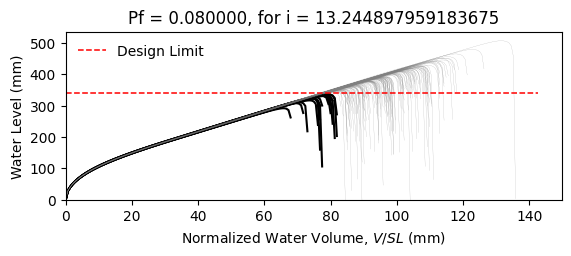 Pf = 0.080000, for i = 13.244897959183675
Design Limit
Water Level (mm)
500
400
300
200
100
0
0 20 40 60 80 100 120 140
Normalized Water Volume, V/SL (mm)